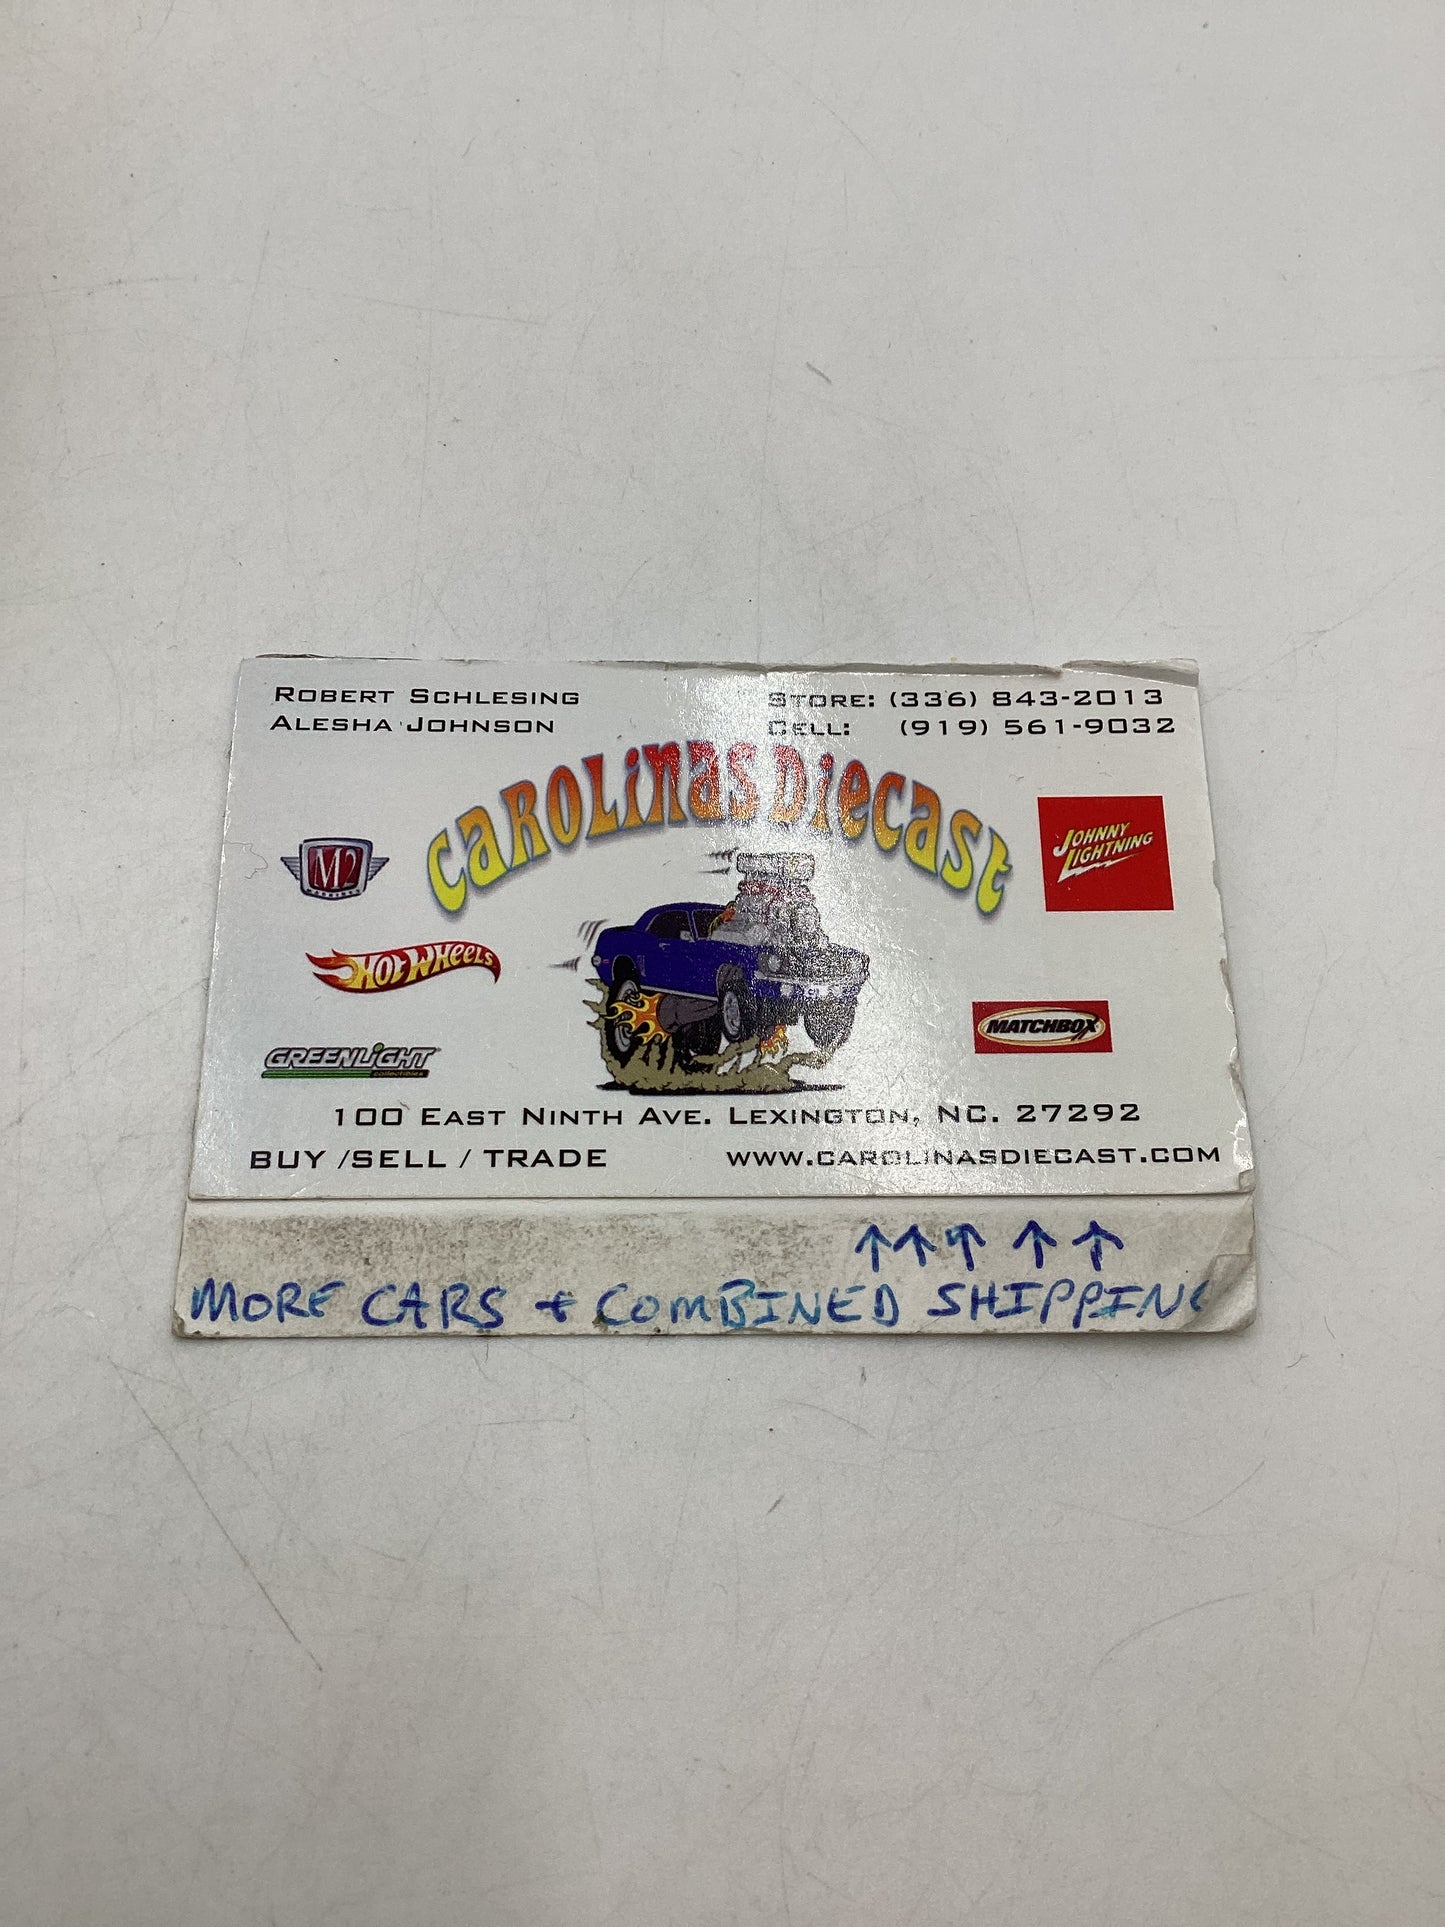 ROBERT SCHLESING
ALESHA JOHNSON
STORE: (336) 843-2013
CELL: (919) 561-9032
CAROLINAS DIECAST
M2
MACHINES
JOHNNY
LIGHTNING
HOT WHEELS
MATCHBOX
GREENLIGHT
collectibles
100 EAST NINTH AVE. LEXINGTON, NC. 27292
BUY /SELL / TRADE
WWW.CAROLINASDIECAST.COM
↑↑↑↑↑
MORE CARS + COMBINED SHIPPING